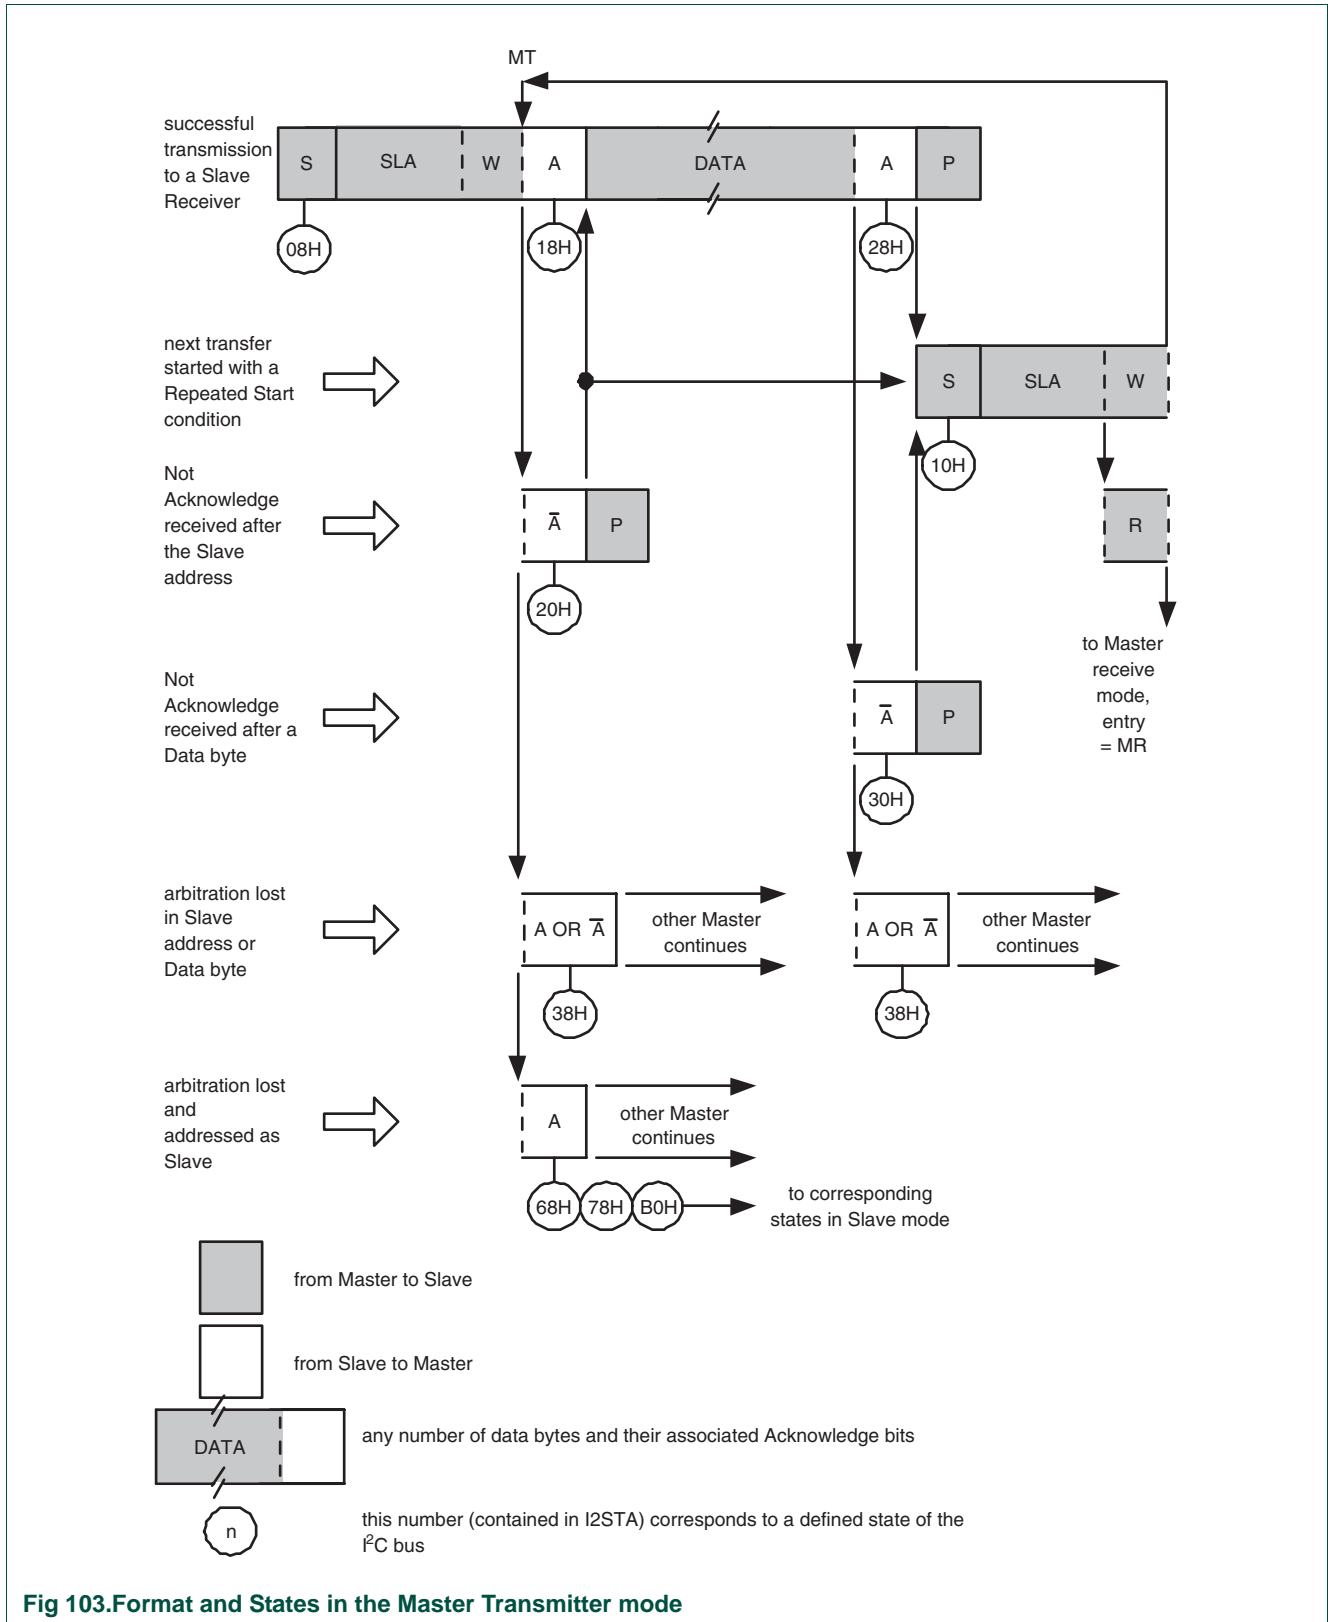 MT
successful
transmission
to a Slave
Receiver
S
SLA
W
A
DATA
A
P
08H
18H
28H
next transfer
started with a
Repeated Start
condition
S
SLA
W
10H
Not
Acknowledge
received after
the Slave
address
A̅
P
R
20H
to Master
receive
mode,
entry
= MR
Not
Acknowledge
received after a
Data byte
A̅
P
30H
arbitration lost
in Slave
address or
Data byte
A OR A̅
other Master
continues
A OR A̅
other Master
continues
38H
38H
arbitration lost
and
addressed as
Slave
A
other Master
continues
68H
78H
B0H
to corresponding
states in Slave mode
from Master to Slave
from Slave to Master
DATA
any number of data bytes and their associated Acknowledge bits
n
this number (contained in I2STA) corresponds to a defined state of the
I²C bus
Fig 103.Format and States in the Master Transmitter mode